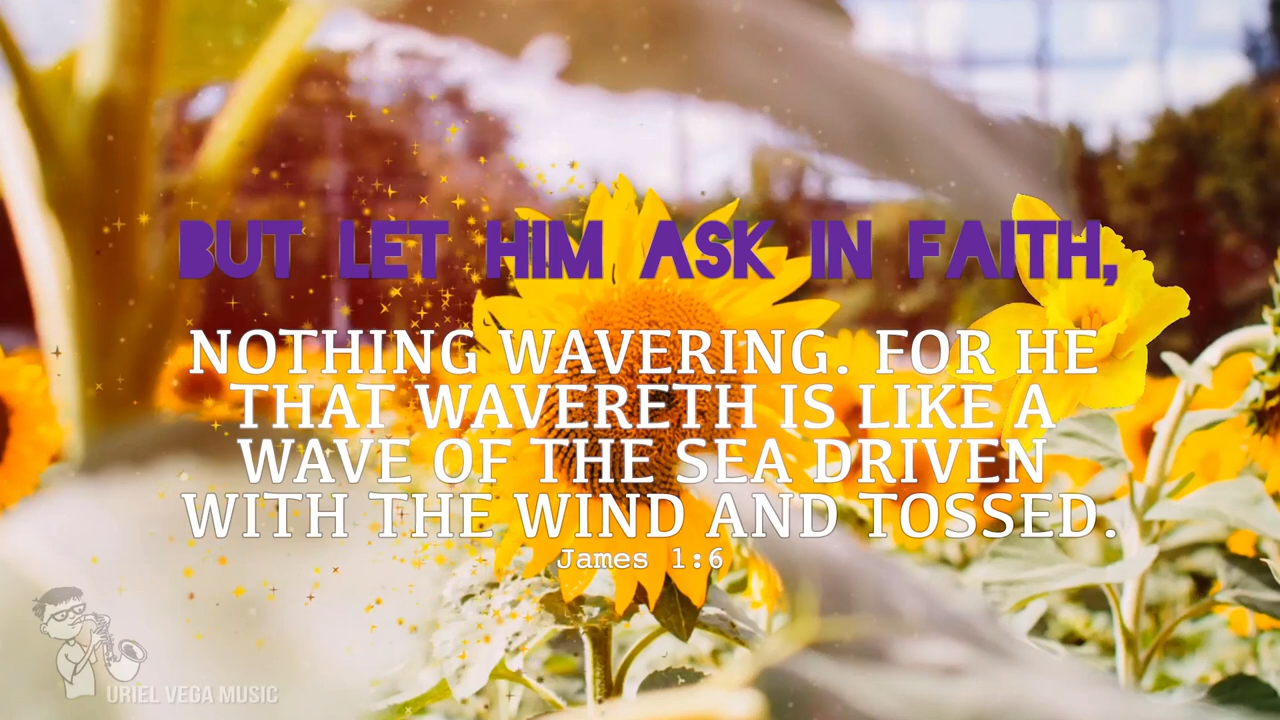 BUT LET HIM ASK IN FAITH,
NOTHING WAVERING. FOR HE
THAT WAVERETH IS LIKE A
WAVE OF THE SEA DRIVEN
WITH THE WIND AND TOSSED.
James 1:6
URIEL VEGA MUSIC